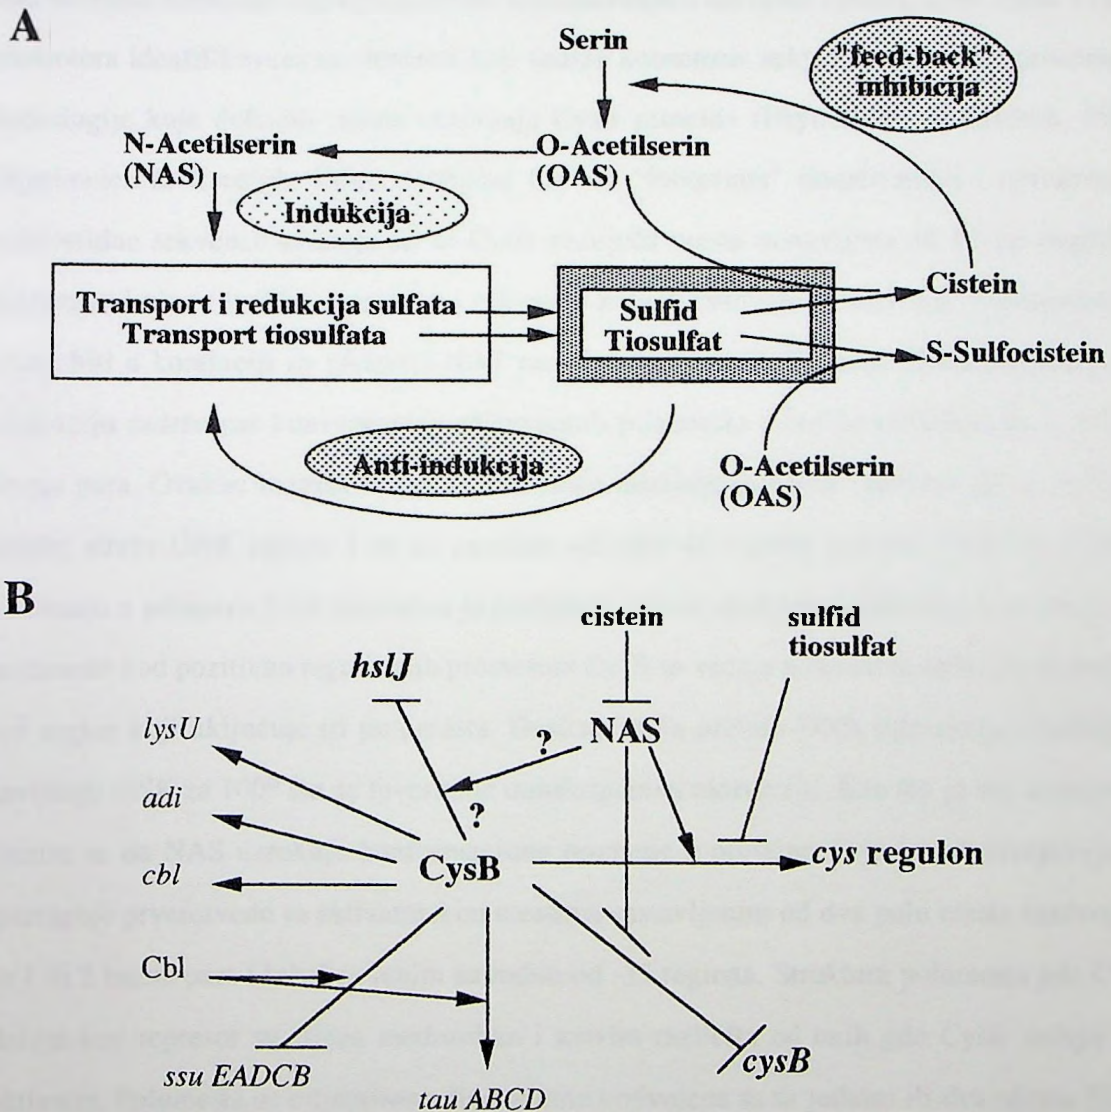 A
Serin
"feed-back"
inhibicija
N-Acetilserin
(NAS)
O-Acetilserin
(OAS)
Indukcija
Cistein
Transport i redukcija sulfata
Transport tiosulfata
Sulfid
Tiosulfat
S-Sulfocistein
Anti-indukcija
O-Acetilserin
(OAS)
B
cistein
sulfid
tiosulfat
hslJ
lysU
?
NAS
adi
?
cbl
CysB
cys regulon
Cbl
cysB
ssu EADCB
tau ABCD